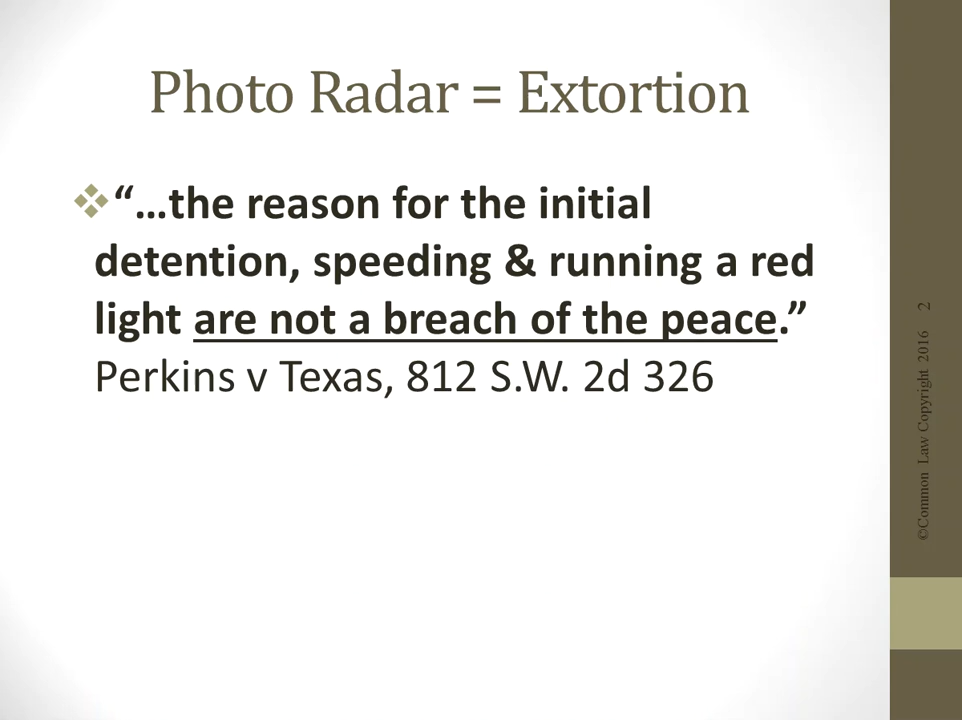 Photo Radar = Extortion
“…the reason for the initial
detention, speeding & running a red
light are not a breach of the peace.”
Perkins v Texas, 812 S.W. 2d 326
©Common Law Copyright 2016
2